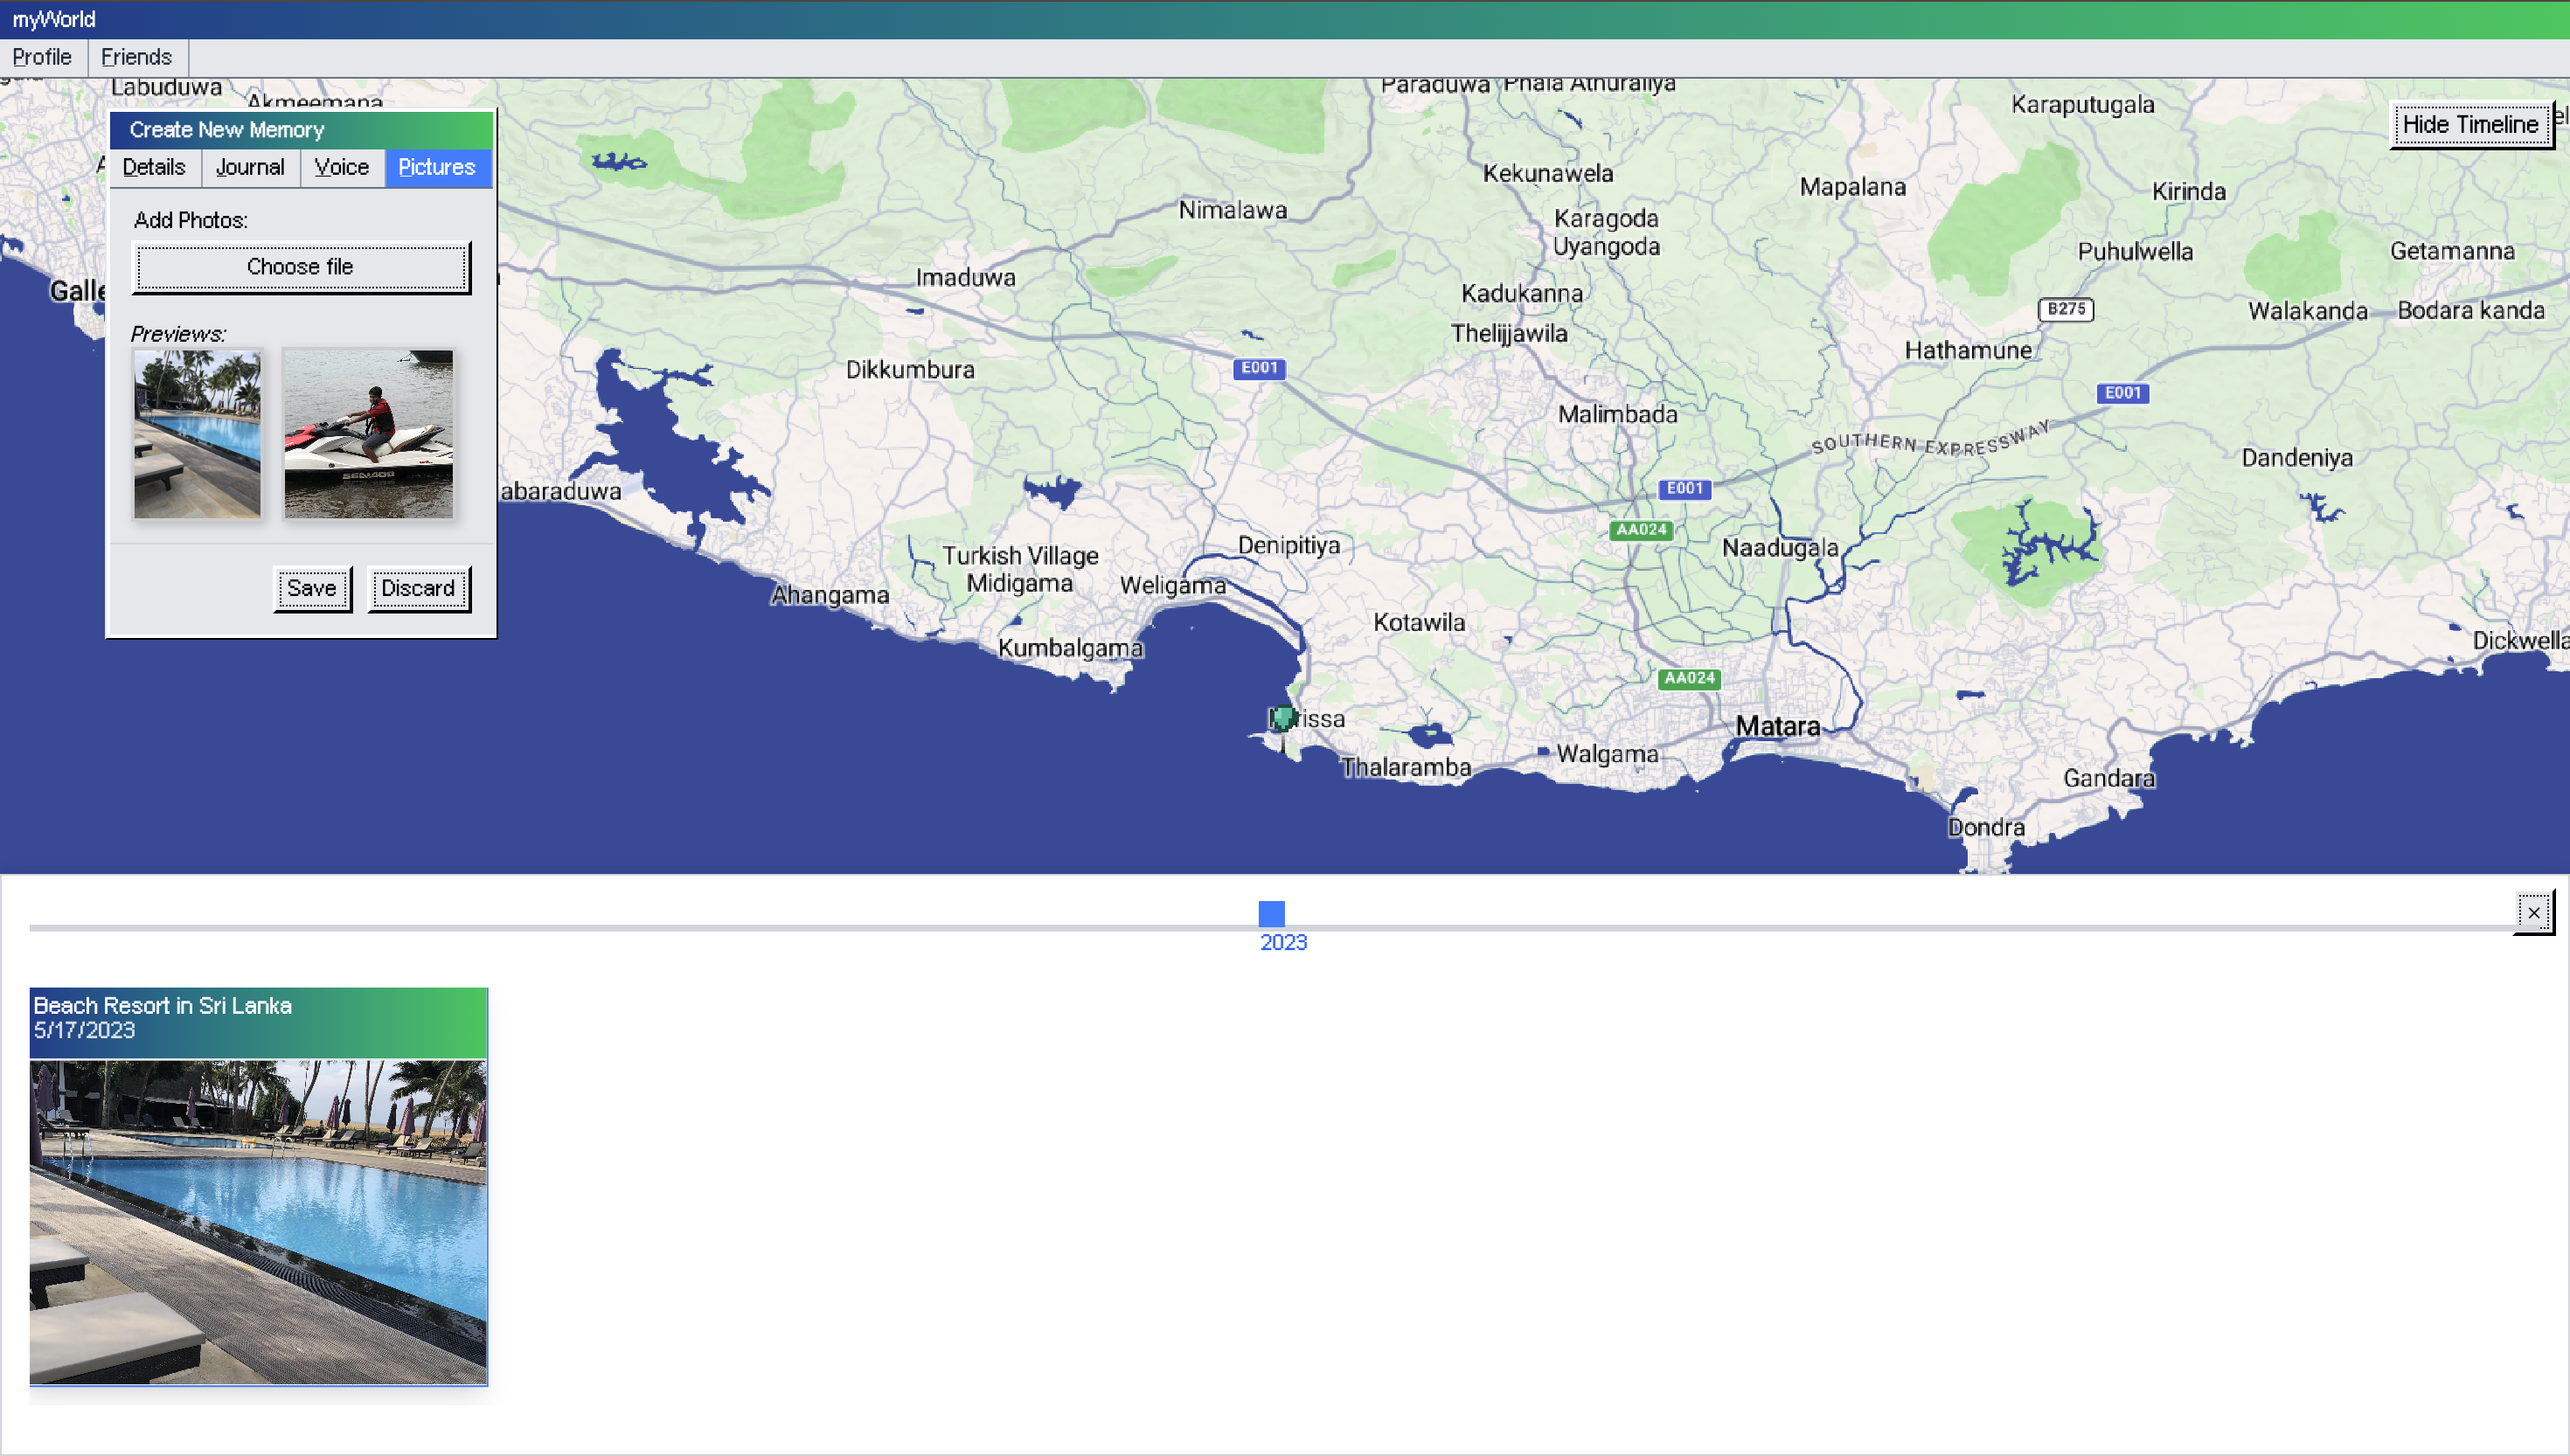 myWorld
Profile
Friends
Labuduwa
Akmeemana
Paraduwa
Karaputugala
Hide Timeline
Create New Memory
Details
Journal
Voice
Pictures
Add Photos:
Choose file
Previews:
SEADOO
Save
Discard
Galle
Kekunawela
Mapalana
Kirinda
Nimalawa
Karagoda
Uyangoda
Puhulwella
Getamanna
Imaduwa
Kadukanna
B275
Walakanda
Bodara kanda
Thelijjawila
Hathamune
Dikkumbura
E001
E001
Malimbada
SOUTHERN EXPRESSWAY
Dandeniya
abaraduwa
E001
AA024
Denipitiya
Naadugala
Turkish Village
Midigama
Weligama
Ahangama
Kotawila
Kumbalgama
Dickwella
AA024
rissa
Matara
Walgama
Thalaramba
Gandara
Dondra
×
2023
Beach Resort in Sri Lanka
5/17/2023